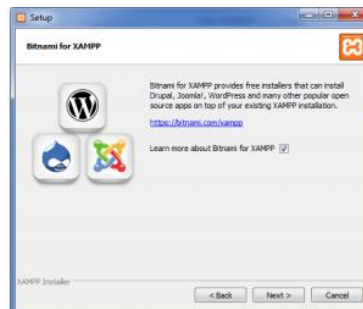 Setup
Bitnami for XAMPP
Bitnami for XAMPP provides free installers that can install
Drupal, Joomla!, WordPress and many other popular open
source apps on top of your existing XAMPP installation.
https://bitnami.com/xampp
Learn more about Bitnami for XAMPP
XAMPP Installer
< Back
Next >
Cancel